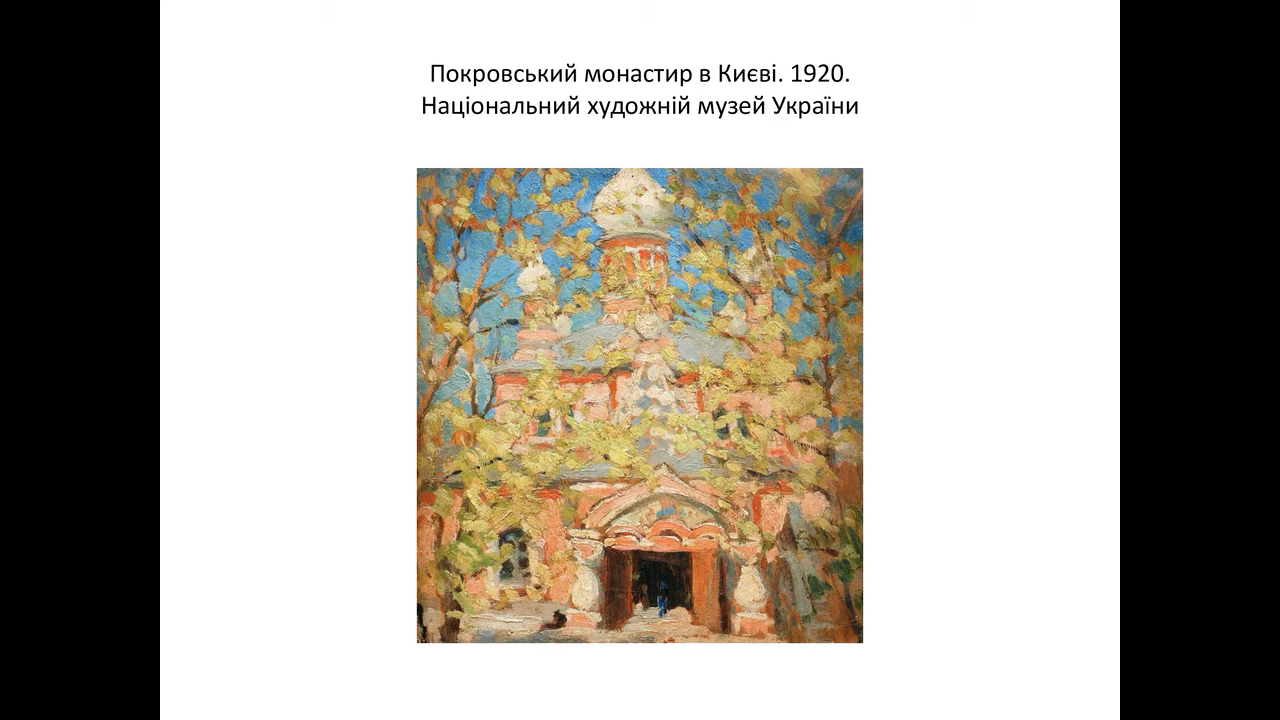 Покровський монастир в Києві. 1920.
Національний художній музей України